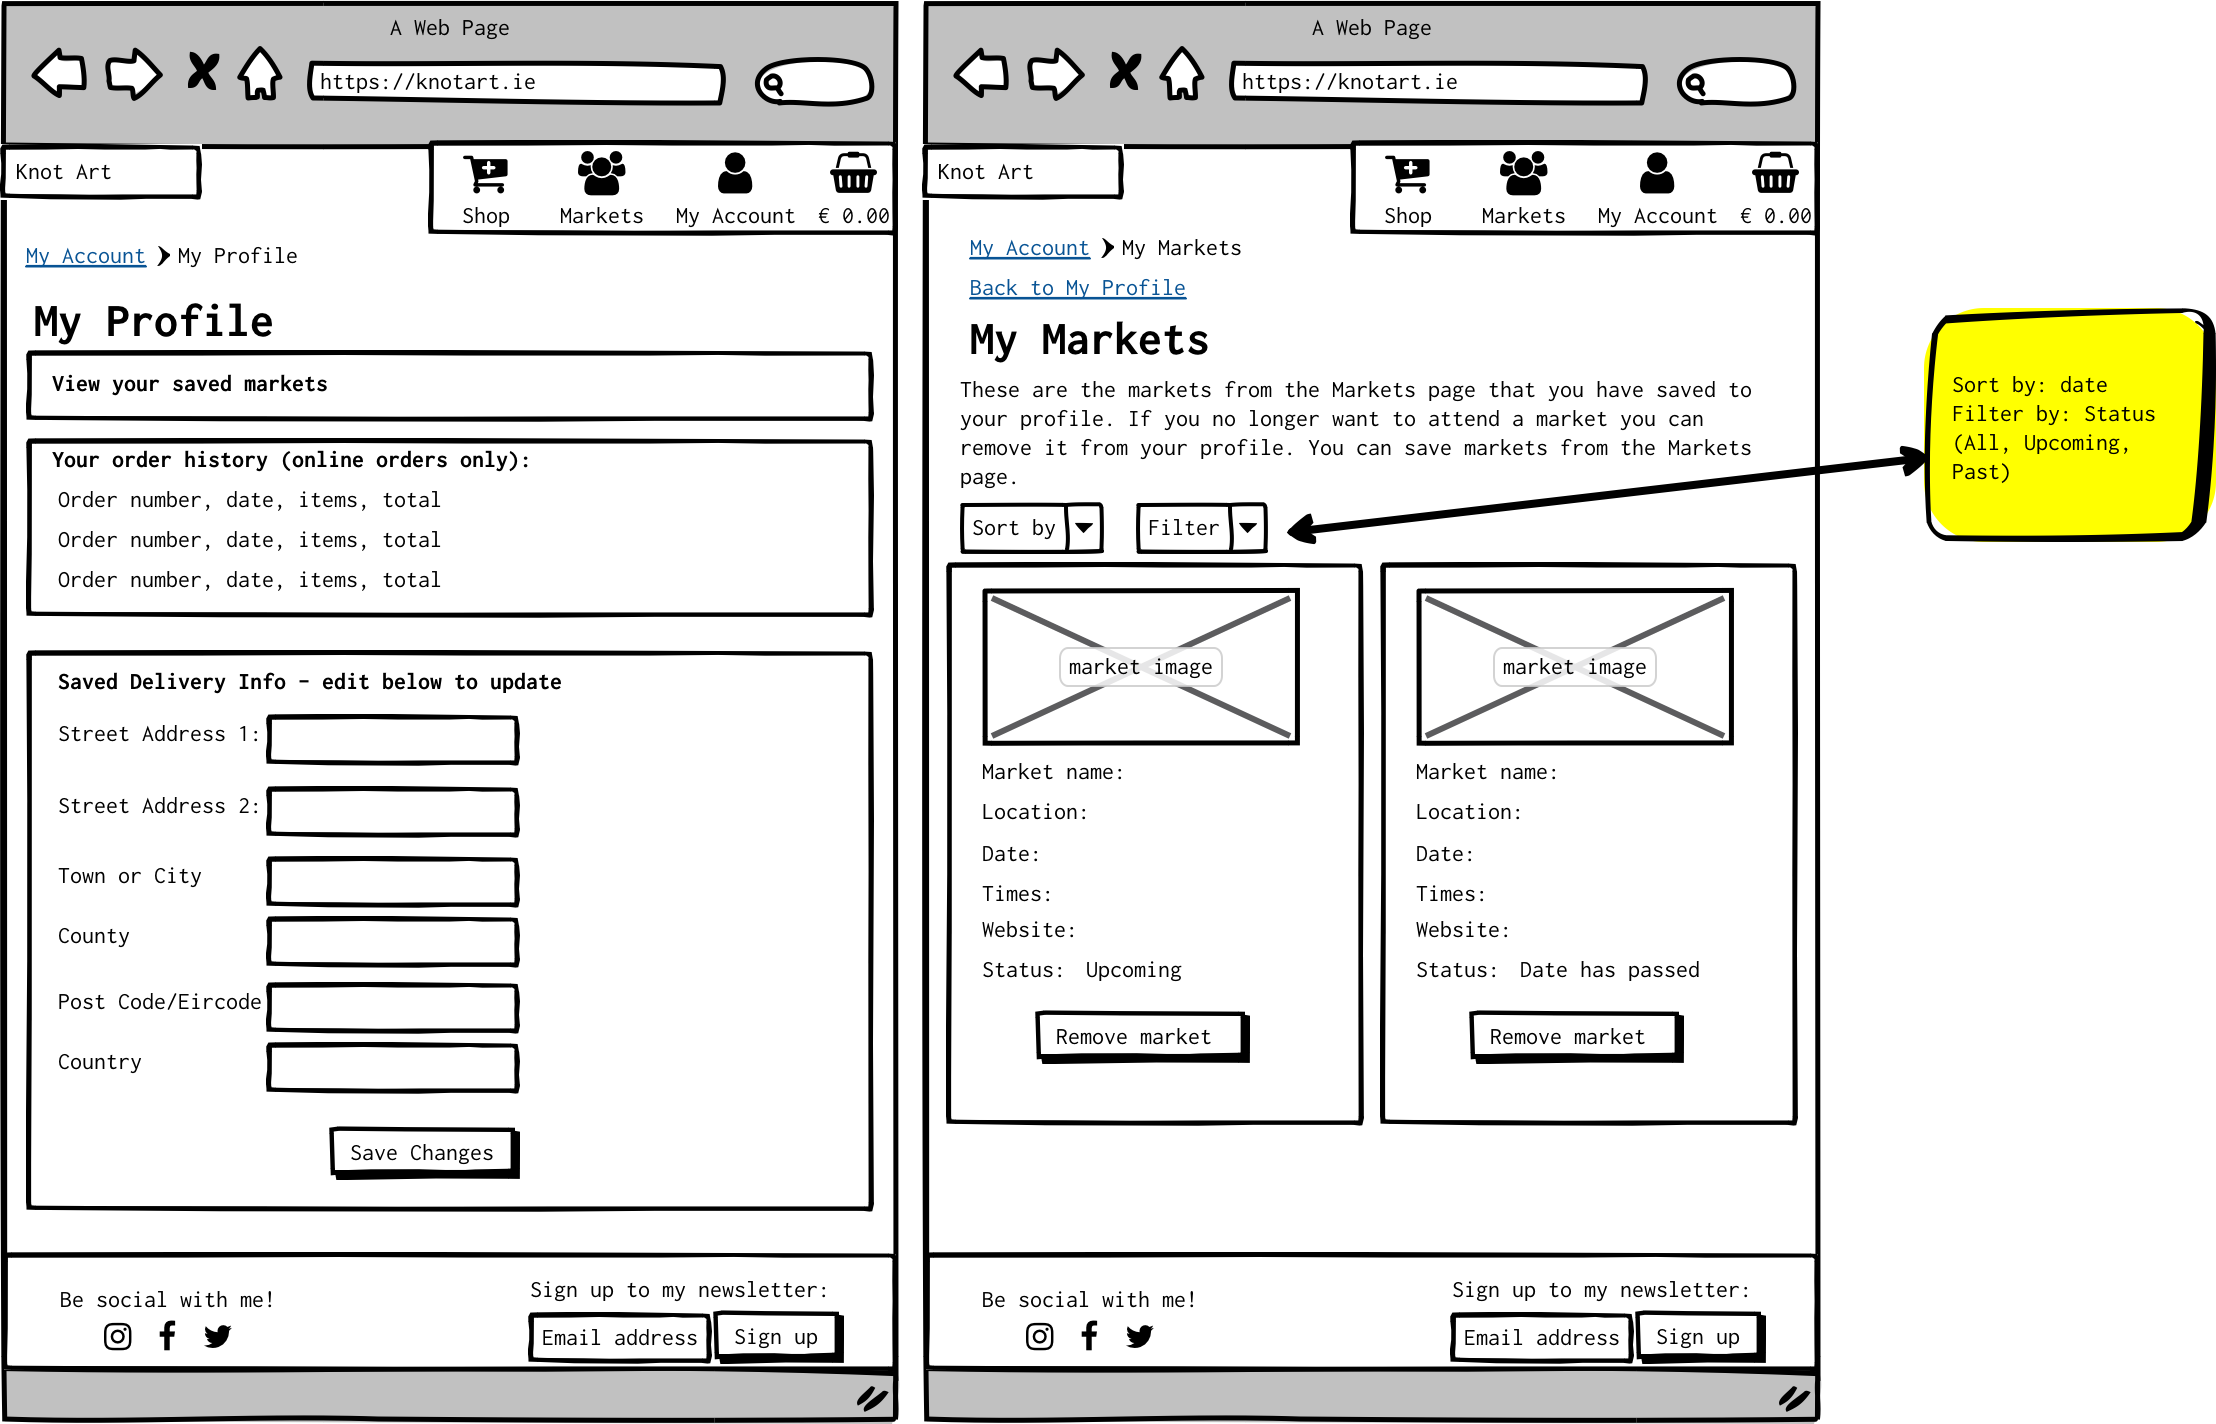 A Web Page
https://knotart.ie
Knot Art
Shop
Markets
My Account
€ 0.00
My Account
My Profile
My Profile
View your saved markets
Your order history (online orders only):
Order number, date, items, total
Order number, date, items, total
Order number, date, items, total
Saved Delivery Info - edit below to update
Street Address 1:
Street Address 2:
Town or City
County
Post Code/Eircode
Country
Save Changes
Be social with me!
Sign up to my newsletter:
Email address
Sign up
A Web Page
https://knotart.ie
Knot Art
Shop
Markets
My Account
€ 0.00
My Account
My Markets
Back to My Profile
My Markets
These are the markets from the Markets page that you have saved to
your profile. If you no longer want to attend a market you can
remove it from your profile. You can save markets from the Markets
page.
Sort by
Filter
market image
Market name:
Location:
Date:
Times:
Website:
Status: Upcoming
Remove market
market image
Market name:
Location:
Date:
Times:
Website:
Status: Date has passed
Remove market
Be social with me!
Sign up to my newsletter:
Email address
Sign up
Sort by: date
Filter by: Status
(All, Upcoming,
Past)